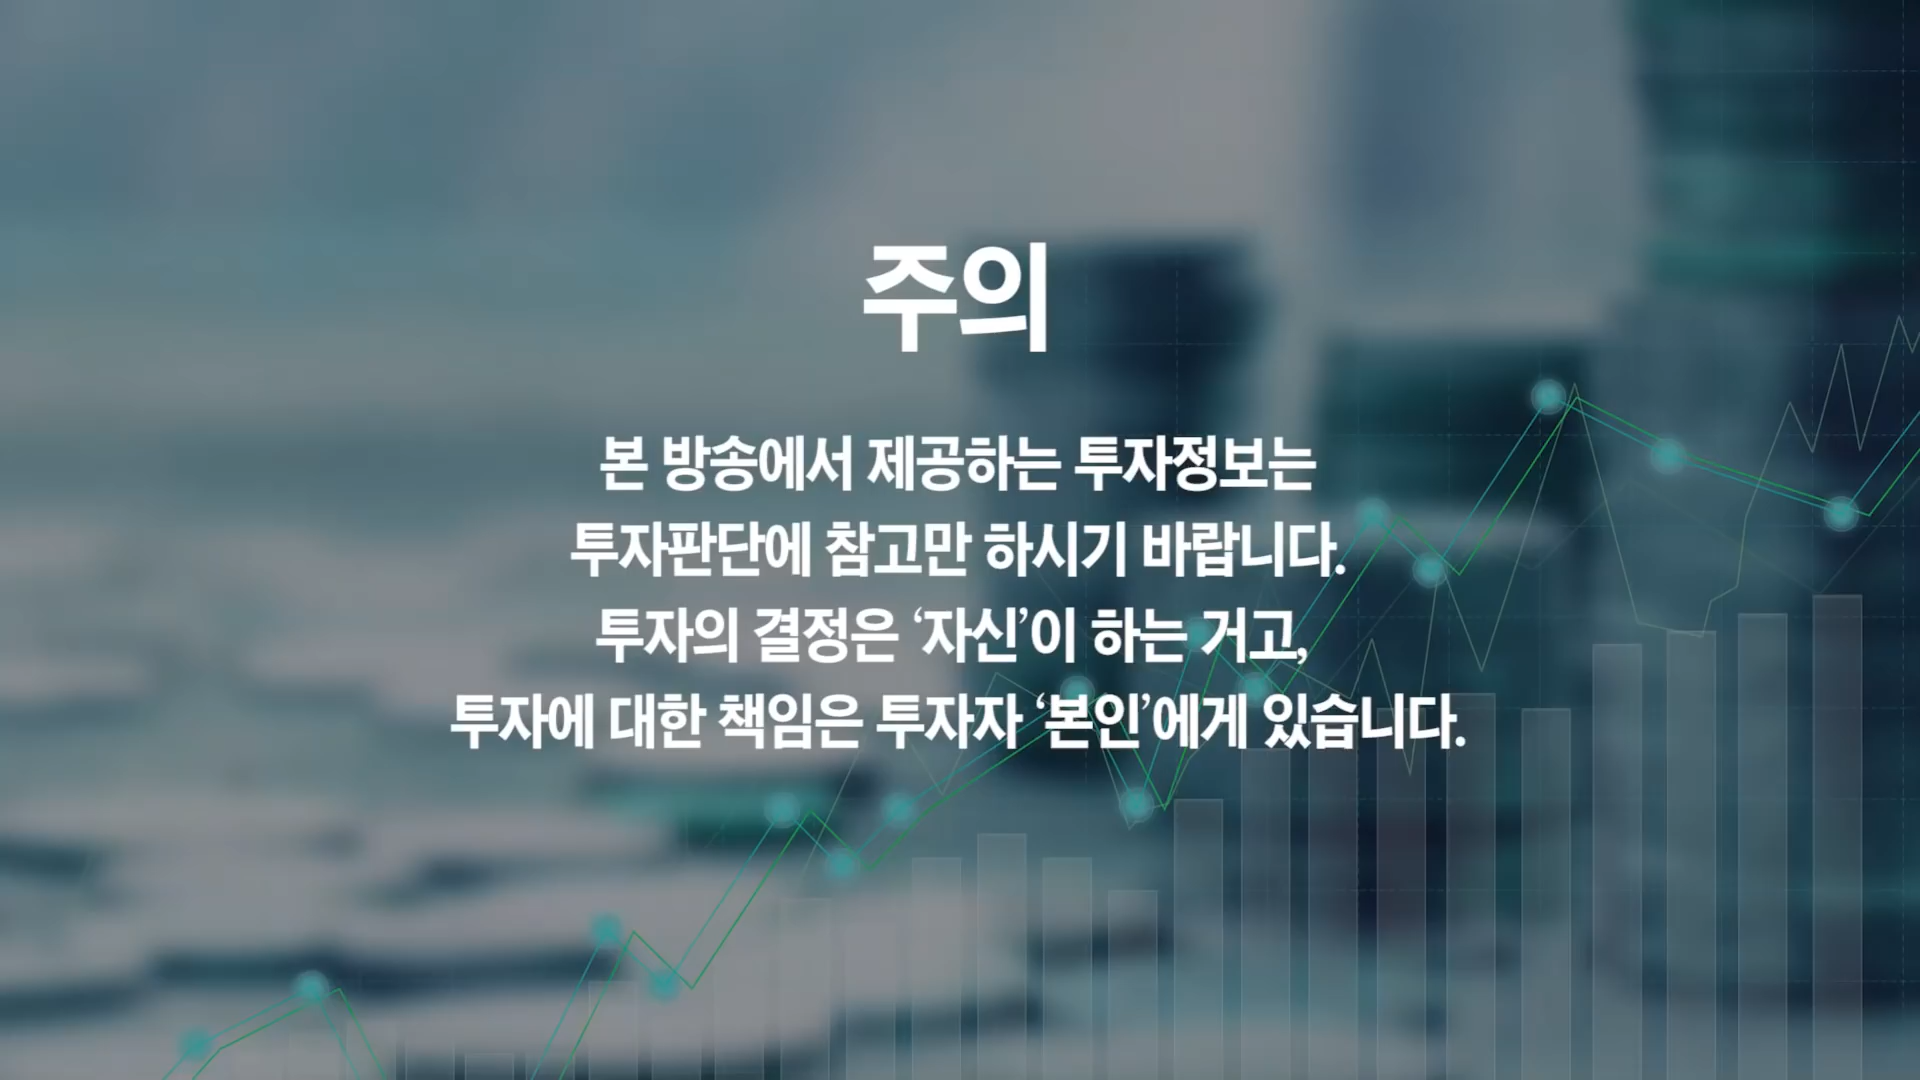 주의
본 방송에서 제공하는 투자정보는
투자판단에 참고만 하시기 바랍니다.
투자의 결정은 ‘자신’이 하는 거고,
투자에 대한 책임은 투자자 ‘본인’에게 있습니다.